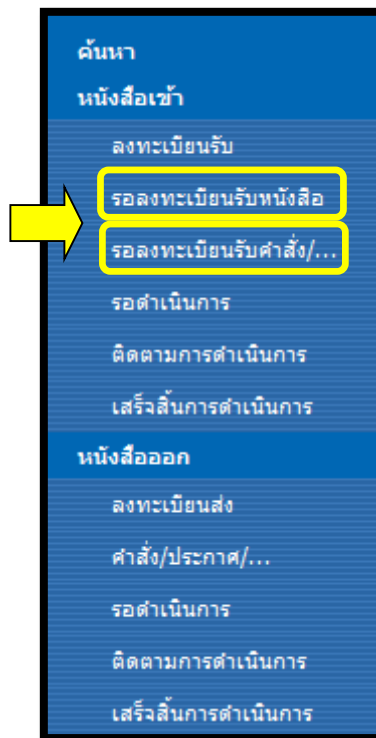 ค้นหา
หนังสือเข้า
ลงทะเบียนรับ
รอลงทะเบียนรับหนังสือ
รอลงทะเบียนรับคำสั่ง/...
รอดำเนินการ
ติดตามการดำเนินการ
เสร็จสิ้นการดำเนินการ
หนังสือออก
ลงทะเบียนส่ง
คำสั่ง/ประกาศ/...
รอดำเนินการ
ติดตามการดำเนินการ
เสร็จสิ้นการดำเนินการ